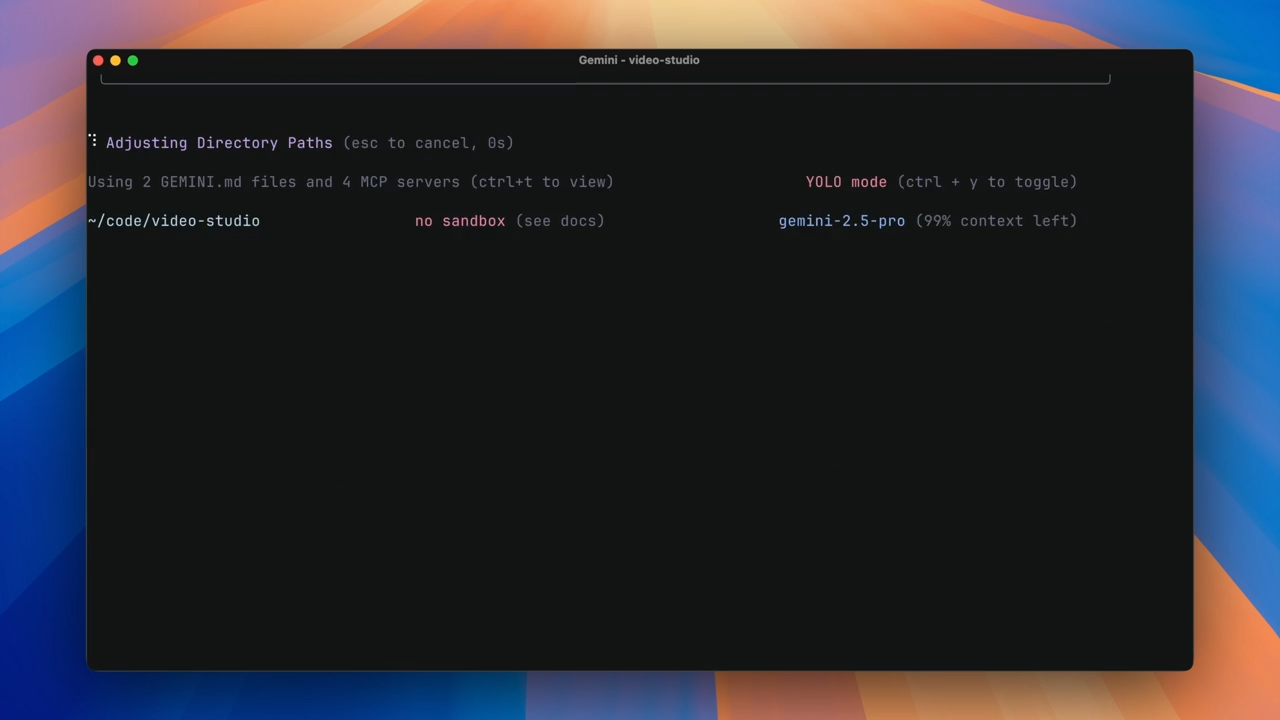 Gemini - video-studio
Adjusting Directory Paths (esc to cancel, 0s)
Using 2 GEMINI.md files and 4 MCP servers (ctrl+t to view) YOLO mode (ctrl + y to toggle)
~/code/video-studio no sandbox (see docs) gemini-2.5-pro (99% context left)